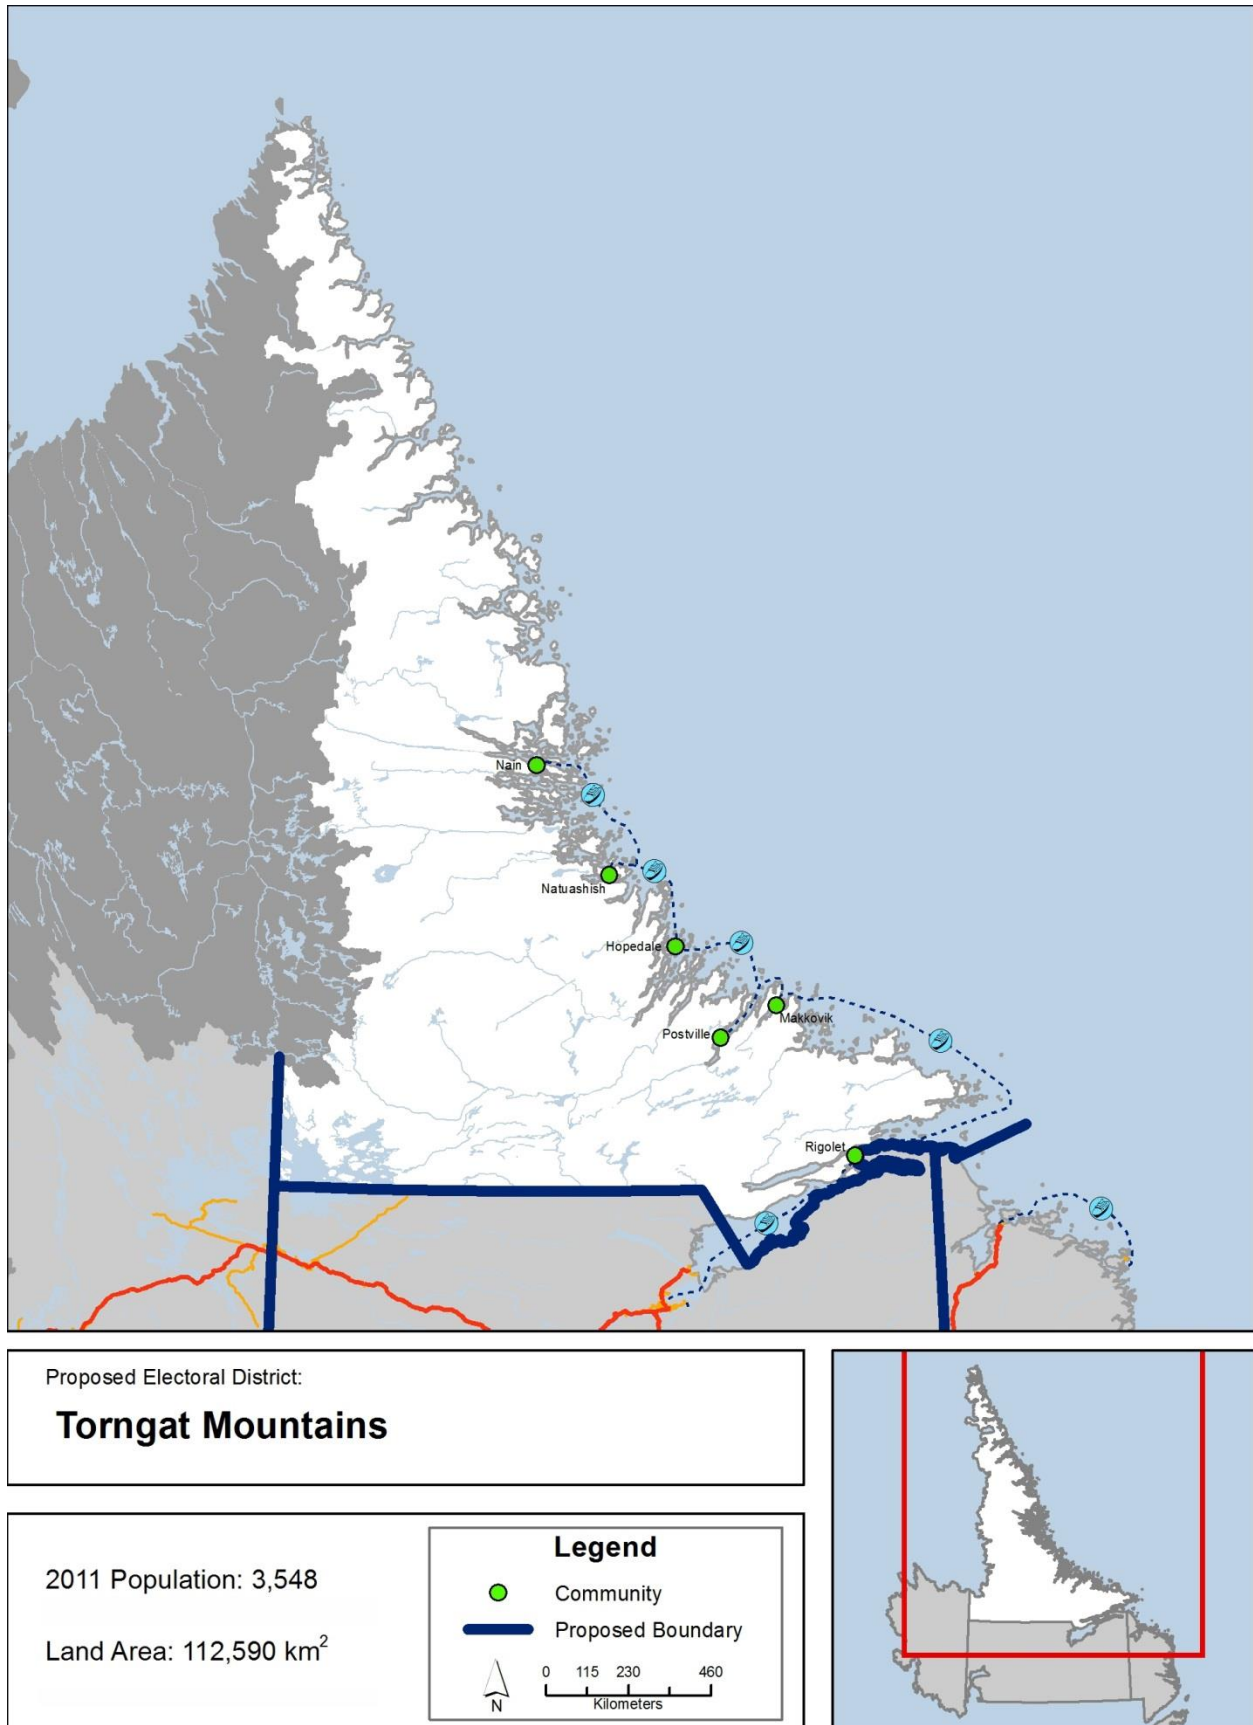 Nain
Natuashish
Hopedale
Makkovik
Postville
Rigolet
Proposed Electoral District:
Torngat Mountains
2011 Population: 3,548
Land Area: 112,590 km²
Legend
Community
Proposed Boundary
N
0 115 230 460
Kilometers